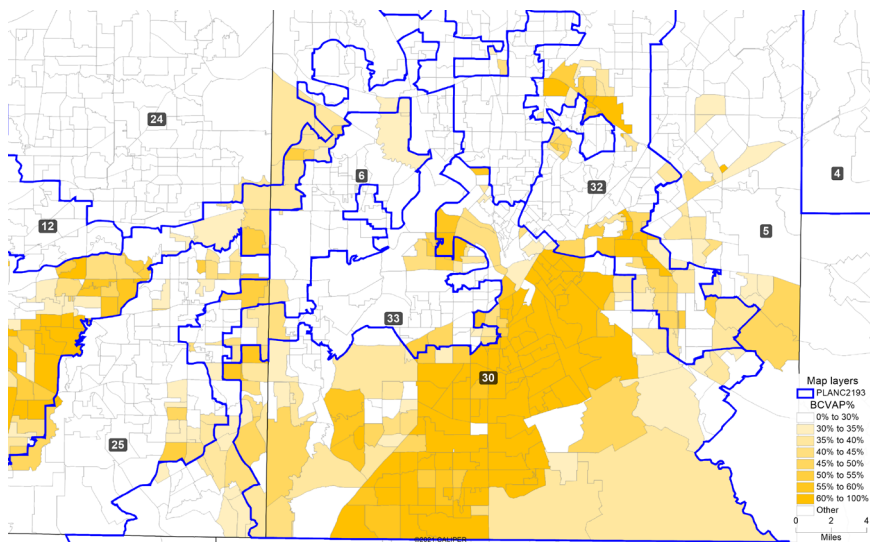 24
4
6
32
12
5
33
30
25
Map layers
PLANC2193
BCVAP%
0% to 30%
30% to 35%
35% to 40%
40% to 45%
45% to 50%
50% to 55%
55% to 60%
60% to 100%
Other
0 2 4
Miles
©2021 CALIPER